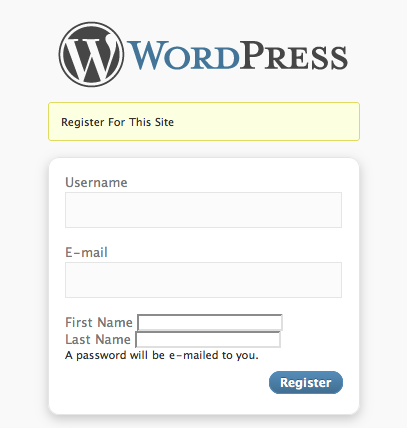 WORDPRESS
Register For This Site
Username
E-mail
First Name
Last Name
A password will be e-mailed to you.
Register